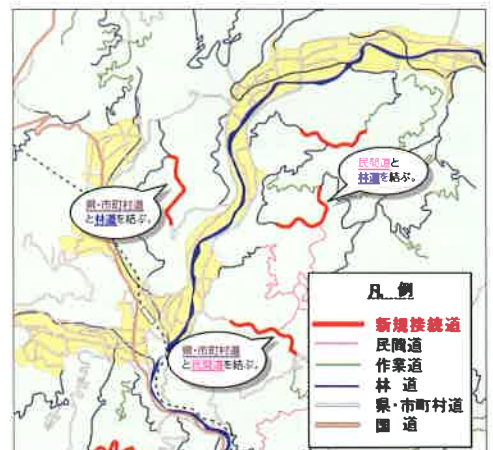 民間道と
林道を結ぶ。
県・市町村道
と林道を結ぶ。
県・市町村道
と民間道を結ぶ。
凡 例
新規接続道
民間道
作業道
林 道
県・市町村道
国 道